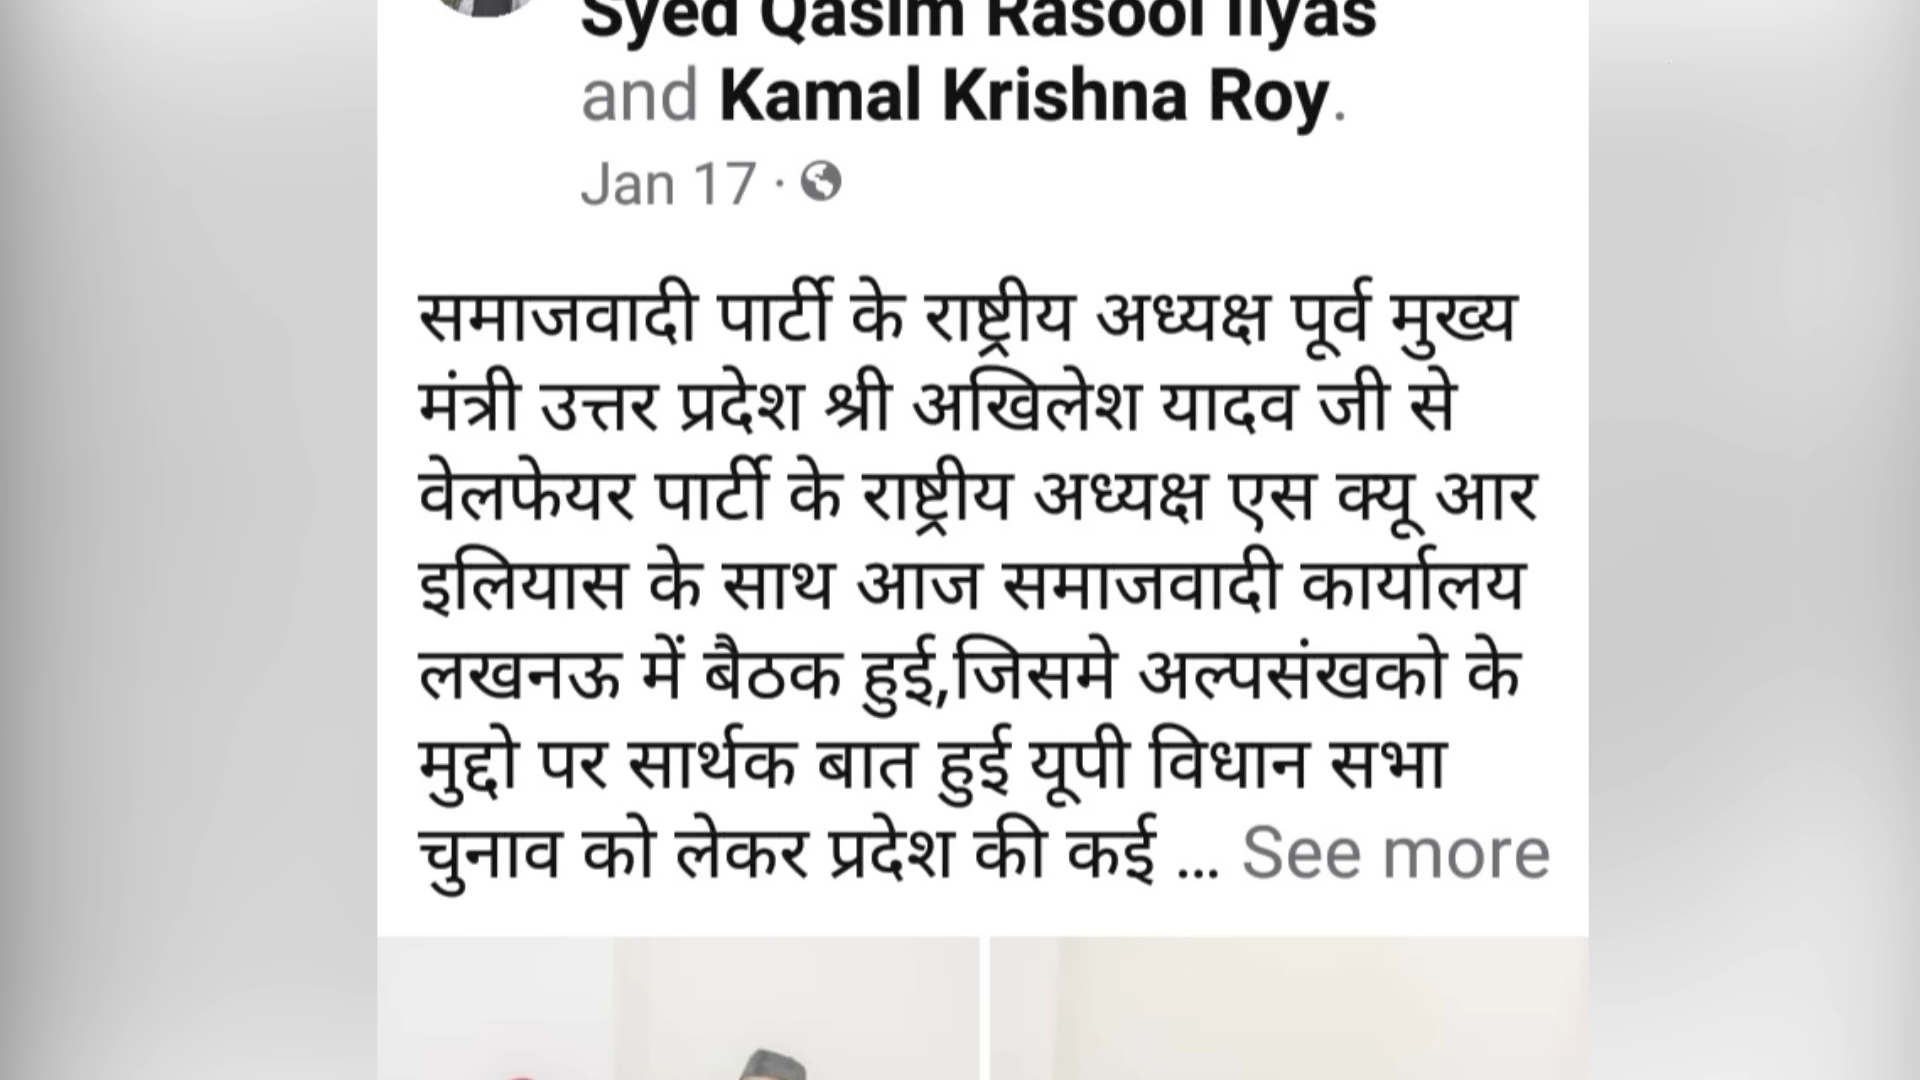 Syed Qasim Rasool Ilyas
and Kamal Krishna Roy.
Jan 17 ·
समाजवादी पार्टी के राष्ट्रीय अध्यक्ष पूर्व मुख्य
मंत्री उत्तर प्रदेश श्री अखिलेश यादव जी से
वेलफेयर पार्टी के राष्ट्रीय अध्यक्ष एस क्यू आर
इलियास के साथ आज समाजवादी कार्यालय
लखनऊ में बैठक हुई,जिसमे अल्पसंखको के
मुद्दो पर सार्थक बात हुई यूपी विधान सभा
चुनाव को लेकर प्रदेश की कई ... See more